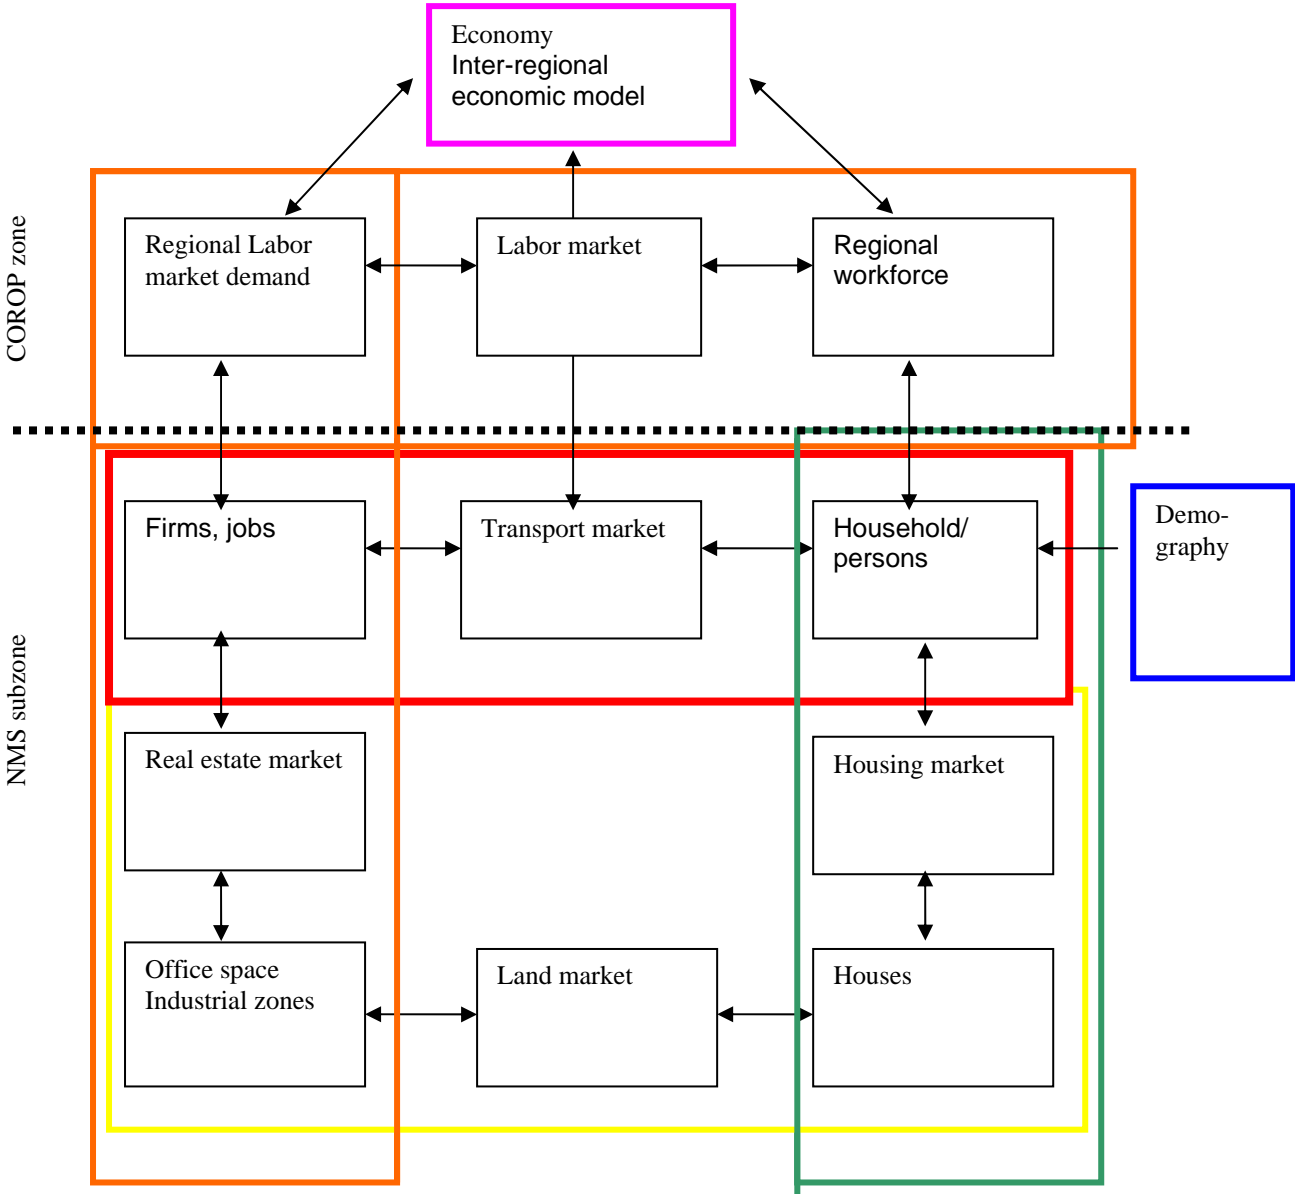 Economy
Inter-regional
economic model
COROP zone
Regional Labor
market demand
Labor market
Regional
workforce
NMS subzone
Firms, jobs
Transport market
Household/
persons
Demo-
graphy
Real estate market
Housing market
Office space
Industrial zones
Land market
Houses